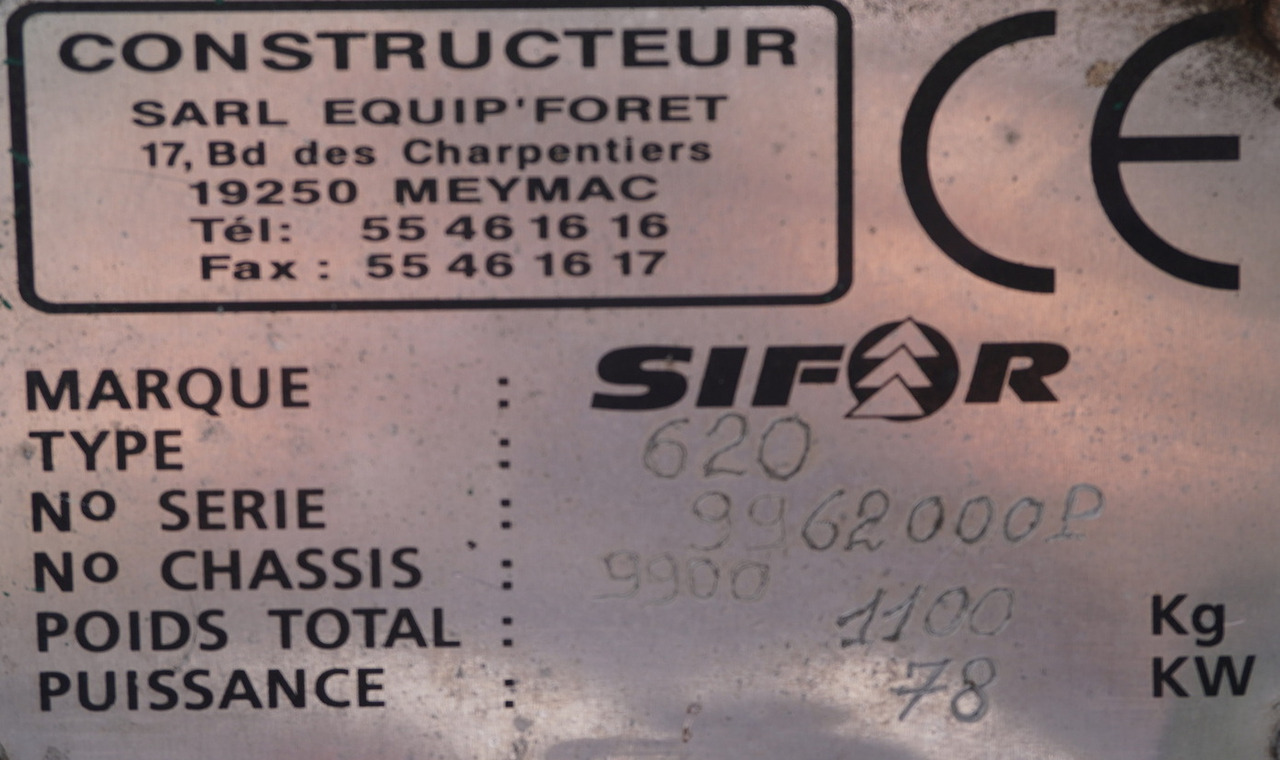 CONSTRUCTEUR
SARL EQUIP'FORET
17, Bd des Charpentiers
19250 MEYMAC
Tél: 55 46 16 16
Fax : 55 46 16 17
CE
MARQUE : SIFOR
TYPE : 620
No SERIE : 9962000P
No CHASSIS : 9900
POIDS TOTAL : 1100 Kg
PUISSANCE : 78 KW